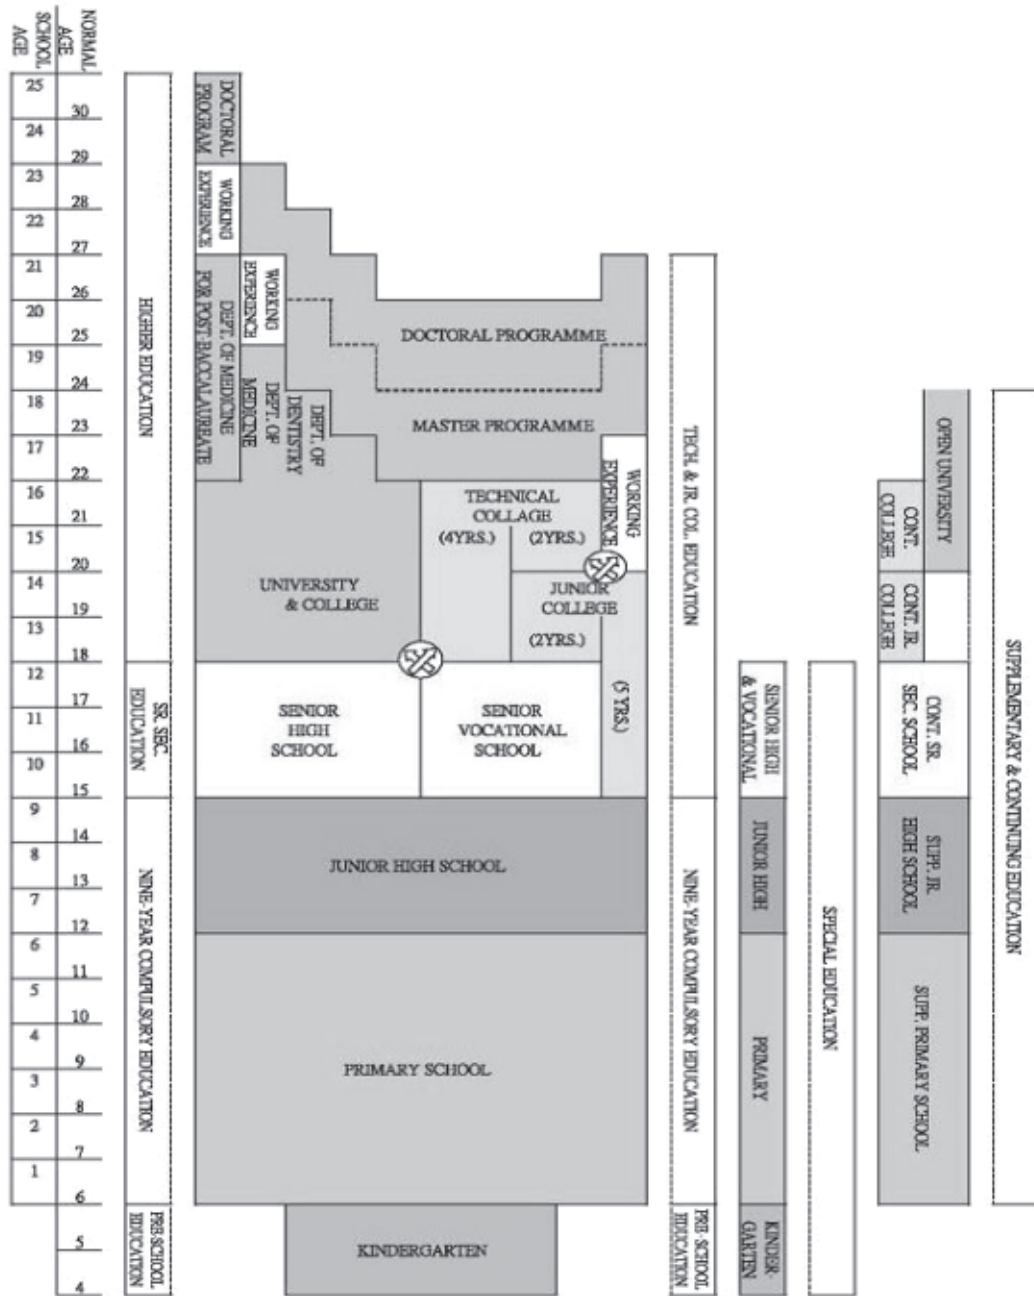 SCHOOL
AGE
NORMAL
AGE
25
24
23
22
21
20
19
18
17
16
15
14
13
12
11
10
9
8
7
6
5
4
3
2
1
30
29
28
27
26
25
24
23
22
21
20
19
18
17
16
15
14
13
12
11
10
9
8
7
6
5
4
HIGHER EDUCATION
SR. SEC.
EDUCATION
NINE-YEAR COMPULSORY EDUCATION
PRE-SCHOOL
EDUCATION
DOCTORAL
PROGRAM
WORKING
EXPERIENCE
DEPT. OF MEDICINE
FOR POST-BACCALAUREATE
WORKING
EXPERIENCE
DEPT. OF
MEDICINE
DEPT. OF
DENTISTRY
DOCTORAL PROGRAMME
MASTER PROGRAMME
WORKING
EXPERIENCE
TECHNICAL
COLLAGE
(4YRS.)
(2YRS.)
UNIVERSITY
& COLLEGE
JUNIOR
COLLEGE
(2YRS.)
(5 YRS.)
SENIOR
HIGH
SCHOOL
SENIOR
VOCATIONAL
SCHOOL
JUNIOR HIGH SCHOOL
PRIMARY SCHOOL
KINDERGARTEN
TECH. & JR. COL. EDUCATION
NINE-YEAR COMPULSORY EDUCATION
PRE-SCHOOL
EDUCATION
SENIOR HIGH
& VOCATIONAL
JUNIOR HIGH
PRIMARY
KINDER-
GARTEN
SPECIAL EDUCATION
OPEN UNIVERSITY
CONT.
COLLEGE
CONT. JR.
COLLEGE
CONT. SR.
SEC. SCHOOL
SUPP. JR.
HIGH SCHOOL
SUPP. PRIMARY SCHOOL
SUPPLEMENTARY & CONTINUING EDUCATION